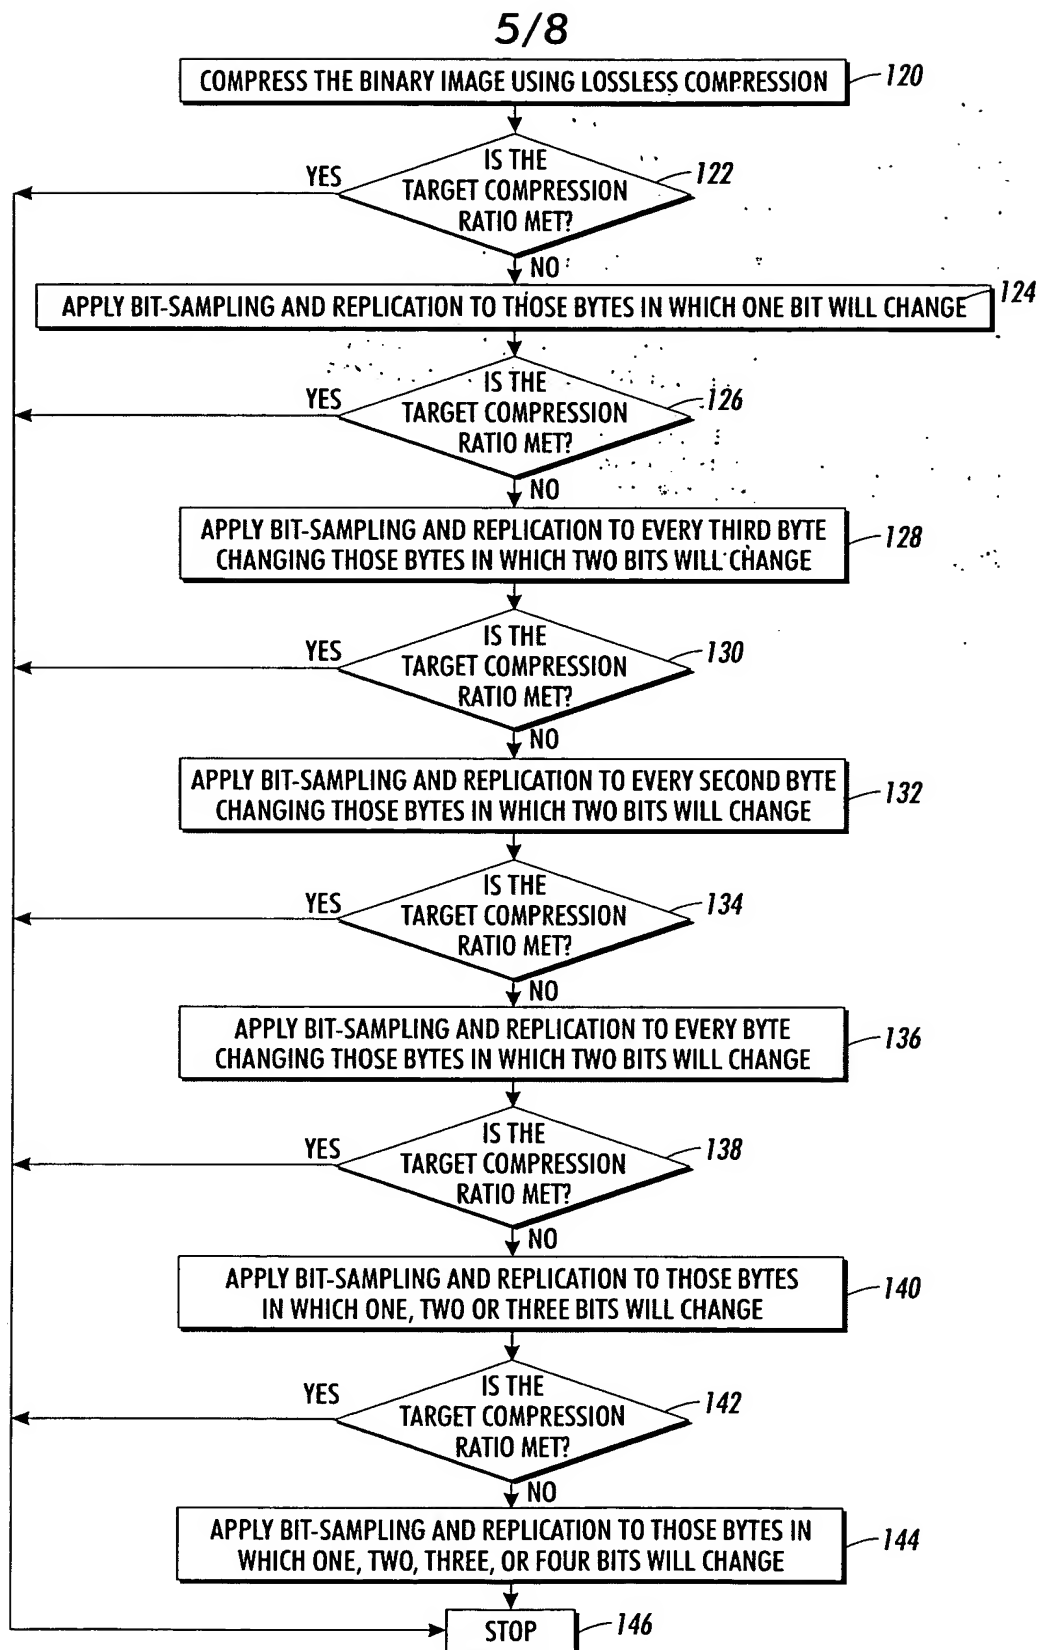 5/8
COMPRESS THE BINARY IMAGE USING LOSSLESS COMPRESSION
120
IS THE
TARGET COMPRESSION
RATIO MET?
122
YES
NO
APPLY BIT-SAMPLING AND REPLICATION TO THOSE BYTES IN WHICH ONE BIT WILL CHANGE
124
IS THE
TARGET COMPRESSION
RATIO MET?
126
YES
NO
APPLY BIT-SAMPLING AND REPLICATION TO EVERY THIRD BYTE
CHANGING THOSE BYTES IN WHICH TWO BITS WILL CHANGE
128
IS THE
TARGET COMPRESSION
RATIO MET?
130
YES
NO
APPLY BIT-SAMPLING AND REPLICATION TO EVERY SECOND BYTE
CHANGING THOSE BYTES IN WHICH TWO BITS WILL CHANGE
132
IS THE
TARGET COMPRESSION
RATIO MET?
134
YES
NO
APPLY BIT-SAMPLING AND REPLICATION TO EVERY BYTE
CHANGING THOSE BYTES IN WHICH TWO BITS WILL CHANGE
136
IS THE
TARGET COMPRESSION
RATIO MET?
138
YES
NO
APPLY BIT-SAMPLING AND REPLICATION TO THOSE BYTES
IN WHICH ONE, TWO OR THREE BITS WILL CHANGE
140
IS THE
TARGET COMPRESSION
RATIO MET?
142
YES
NO
APPLY BIT-SAMPLING AND REPLICATION TO THOSE BYTES IN
WHICH ONE, TWO, THREE, OR FOUR BITS WILL CHANGE
144
STOP
146